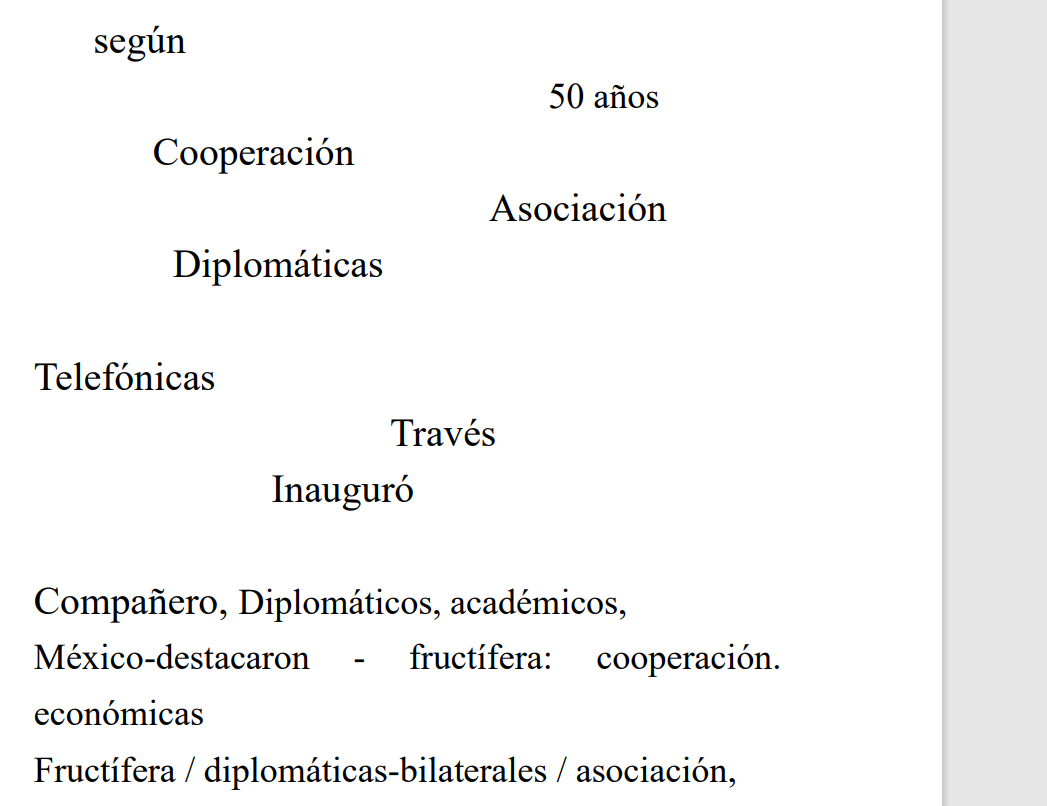 según
50 años
Cooperación
Asociación
Diplomáticas
Telefónicas
Través
Inauguró
Compañero, Diplomáticos, académicos,
México-destacaron - fructífera: cooperación.
económicas
Fructífera / diplomáticas-bilaterales / asociación,